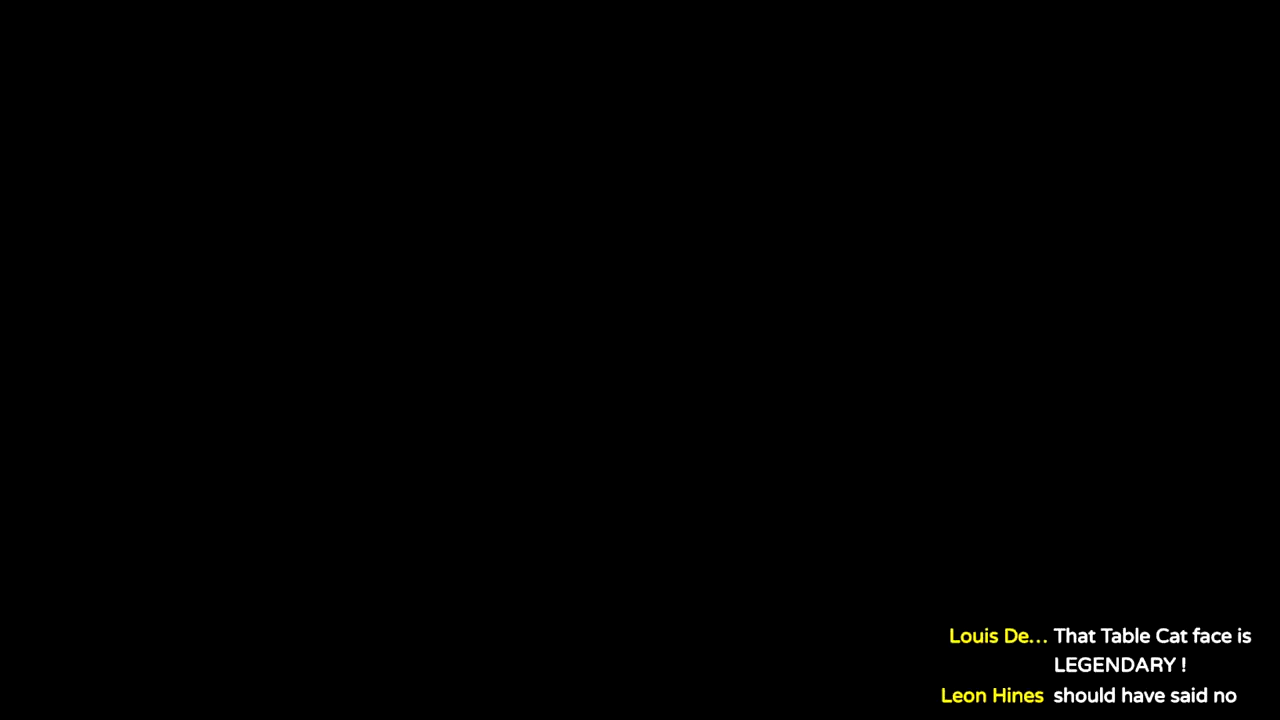 Louis De... That Table Cat face is
LEGENDARY !
Leon Hines should have said no